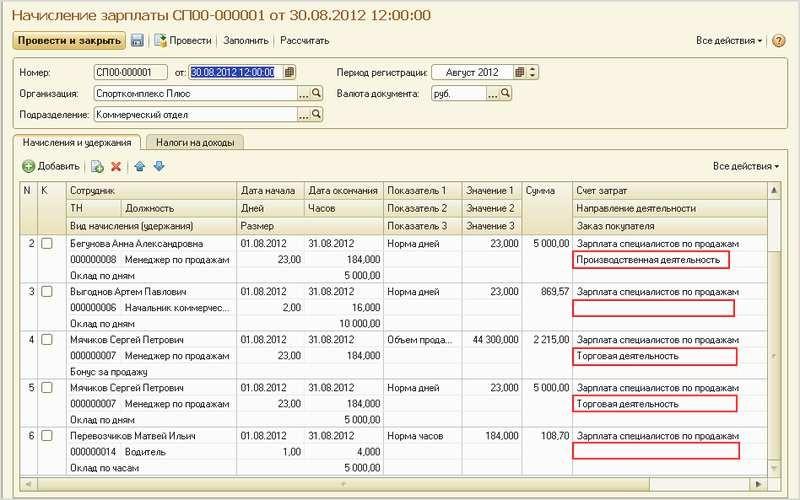 Начисление зарплаты СП00-000001 от 30.08.2012 12:00:00
Провести и закрыть Провести Заполнить Рассчитать Все действия
Номер: СП00-000001 от: 30.08.2012 12:00:00 Период регистрации: Август 2012
Организация: Спорткомплекс Плюс ... Валюта документа: руб. ...
Подразделение: Коммерческий отдел ...
Начисления и удержания Налоги на доходы
Добавить Все действия
N К Сотрудник Дата начала Дата окончания Показатель 1 Значение 1 Сумма Счет затрат
ТН Должность Дней Часов Показатель 2 Значение 2 Направление деятельности
Вид начисления (удержания) Размер Показатель 3 Значение 3 Заказ покупателя
2 Бегунова Анна Александровна 01.08.2012 31.08.2012 Норма дней 23,000 5 000,00 Зарплата специалистов по продажам
000000008 Менеджер по продажам 23,00 184,000 Производственная деятельность
Оклад по дням 5 000,00
3 Выгоднов Артем Павлович 01.08.2012 31.08.2012 Норма дней 23,000 869,57 Зарплата специалистов по продажам
000000006 Начальник коммерчес... 2,00 16,000
Оклад по дням 10 000,00
4 Мячиков Сергей Петрович 01.08.2012 31.08.2012 Объем прода... 44 300,000 2 215,00 Зарплата специалистов по продажам
000000007 Менеджер по продажам 23,00 184,000 Торговая деятельность
Бонус за продажу
5 Мячиков Сергей Петрович 01.08.2012 31.08.2012 Норма дней 23,000 5 000,00 Зарплата специалистов по продажам
000000007 Менеджер по продажам 23,00 184,000 Торговая деятельность
Оклад по дням 5 000,00
6 Перевозчиков Матвей Ильич 01.08.2012 31.08.2012 Норма часов 184,000 108,70 Зарплата специалистов по продажам
000000014 Водитель 1,00 4,000
Оклад по часам 5 000,00